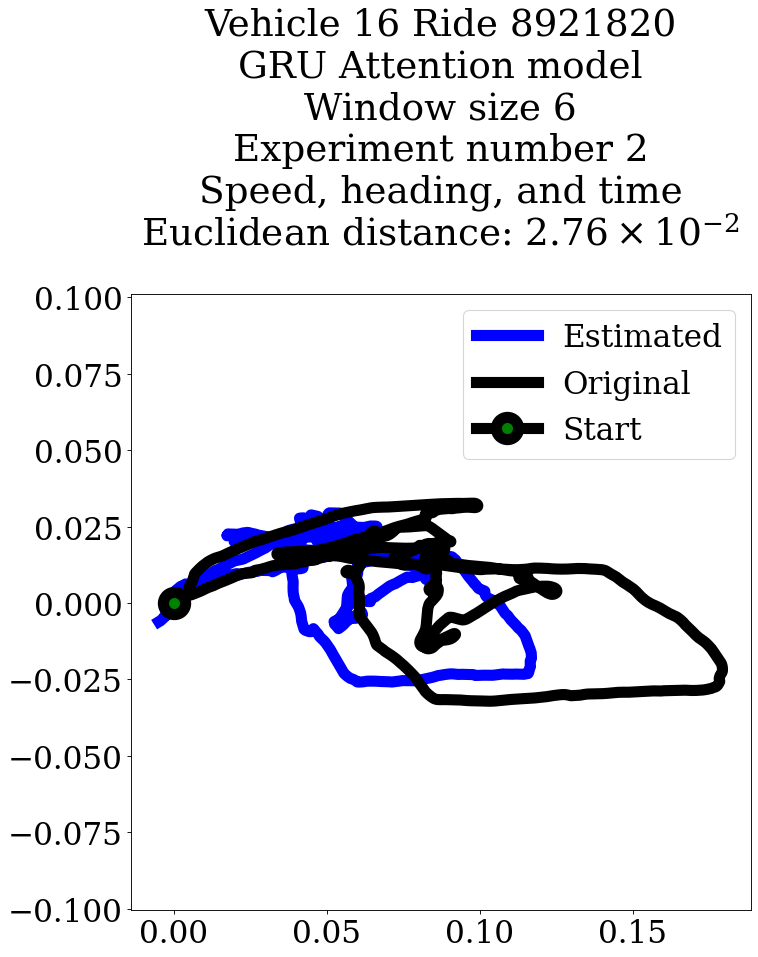 Vehicle 16 Ride 8921820
GRU Attention model
Window size 6
Experiment number 2
Speed, heading, and time
Euclidean distance: 2.76 × 10⁻²
0.100
0.075
0.050
0.025
0.000
−0.025
−0.050
−0.075
−0.100
Estimated
Original
Start
0.00 0.05 0.10 0.15